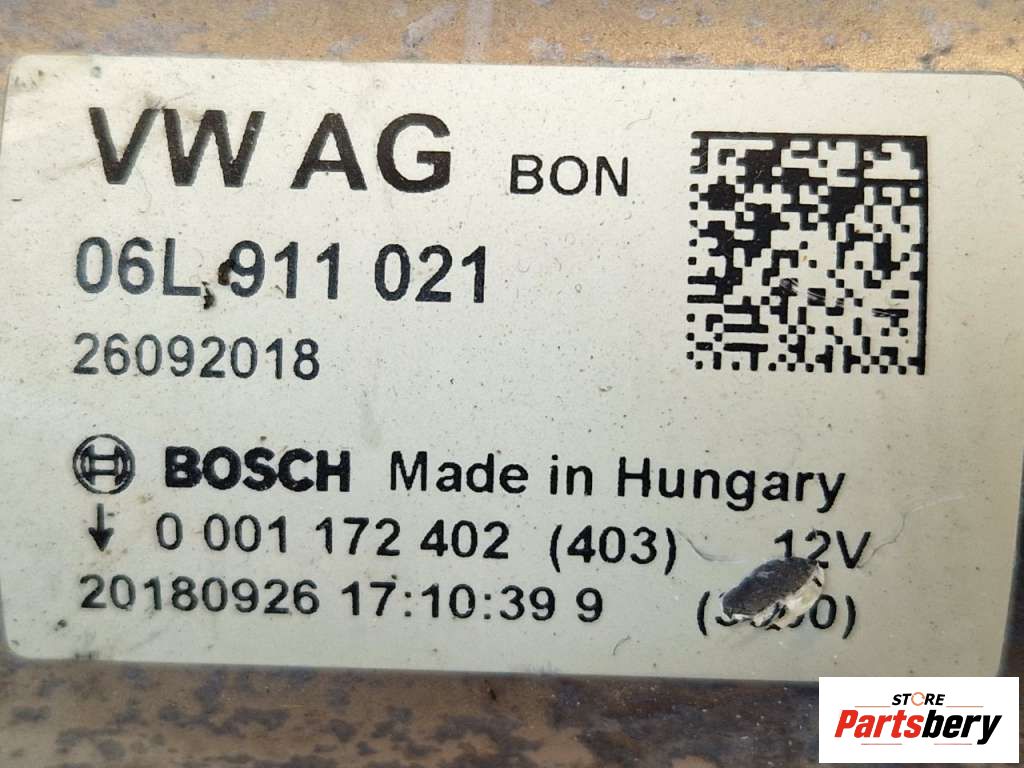 VW AG BON
06L 911 021
26092018
BOSCH Made in Hungary
↓ 0 001 172 402 (403) 12V
20180926 17:10:39 9
STORE
Partsbery